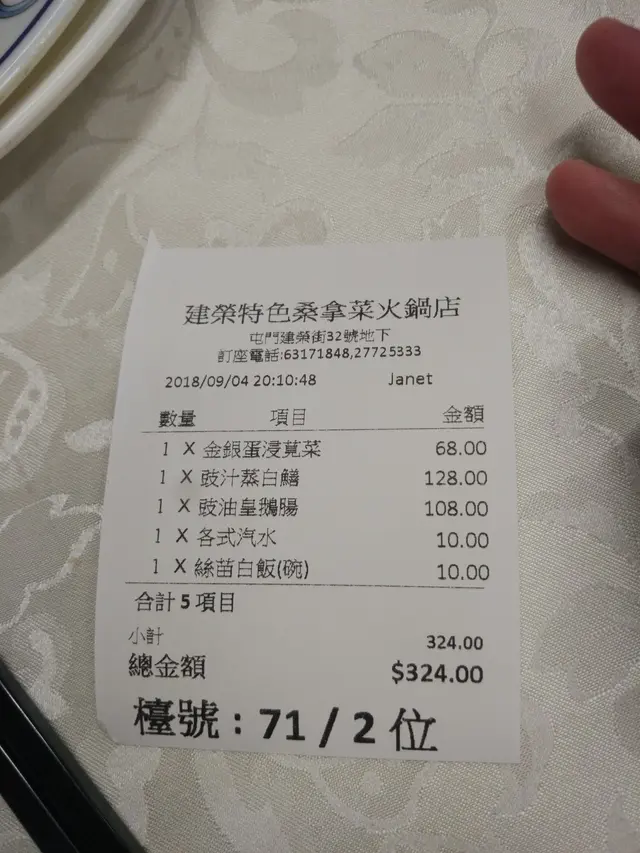 建榮特色桑拿菜火鍋店
屯門建榮街32號地下
訂座電話:63171848,27725333
2018/09/04 20:10:48 Janet
數量 項目 金額
1 X 金銀蛋浸莧菜 68.00
1 X 豉汁蒸白鱔 128.00
1 X 豉油皇鵝腸 108.00
1 X 各式汽水 10.00
1 X 絲苗白飯(碗) 10.00
合計 5 項目
小計 324.00
總金額 $324.00
檯號：71 / 2 位